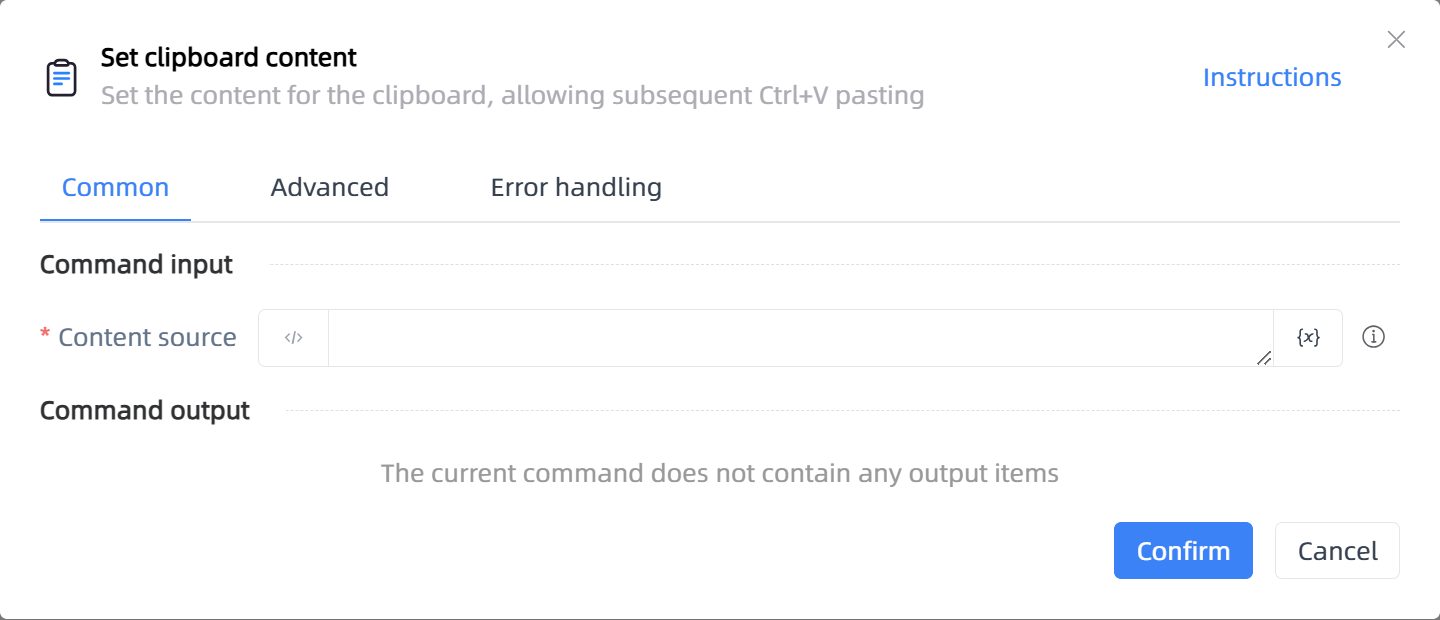 Set clipboard content
Set the content for the clipboard, allowing subsequent Ctrl+V pasting
Instructions
Common
Advanced
Error handling
Command input
* Content source
</>
{x}
Command output
The current command does not contain any output items
Confirm
Cancel